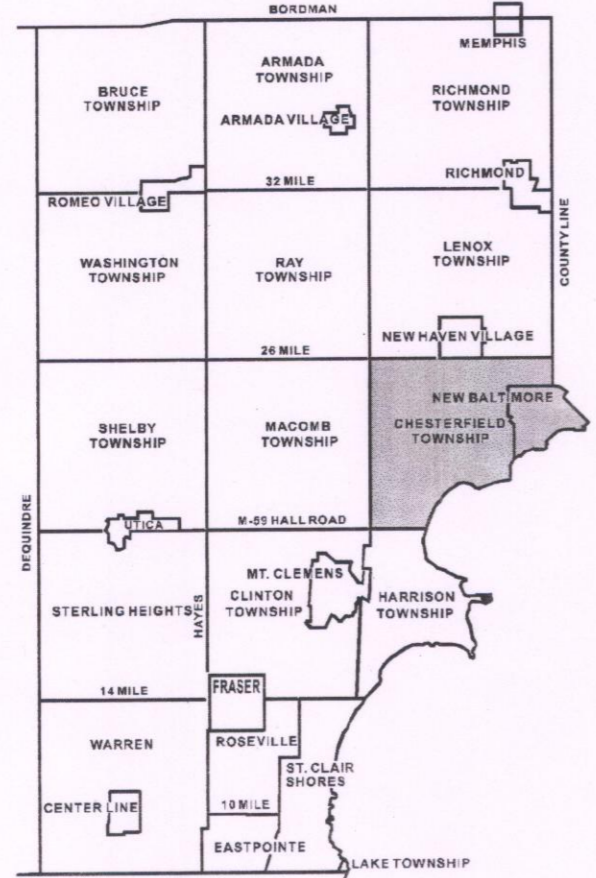 BORDMAN
MEMPHIS
ARMADA
TOWNSHIP
BRUCE
TOWNSHIP
RICHMOND
TOWNSHIP
ARMADA VILLAGE
RICHMOND
32 MILE
ROMEO VILLAGE
COUNTY LINE
WASHINGTON
TOWNSHIP
RAY
TOWNSHIP
LENOX
TOWNSHIP
NEW HAVEN VILLAGE
26 MILE
NEW BALTMORE
SHELBY
TOWNSHIP
MACOMB
TOWNSHIP
CHESTERFIELD
TOWNSHIP
DEQUINDRE
UTICA
M-59 HALL ROAD
MT. CLEMENS
CLINTON
TOWNSHIP
HARRISON
TOWNSHIP
STERLING HEIGHTS
HAYES
14 MILE
FRASER
WARREN
ROSEVILLE
ST. CLAIR
SHORES
CENTER LINE
10 MILE
EASTPOINTE
LAKE TOWNSHIP